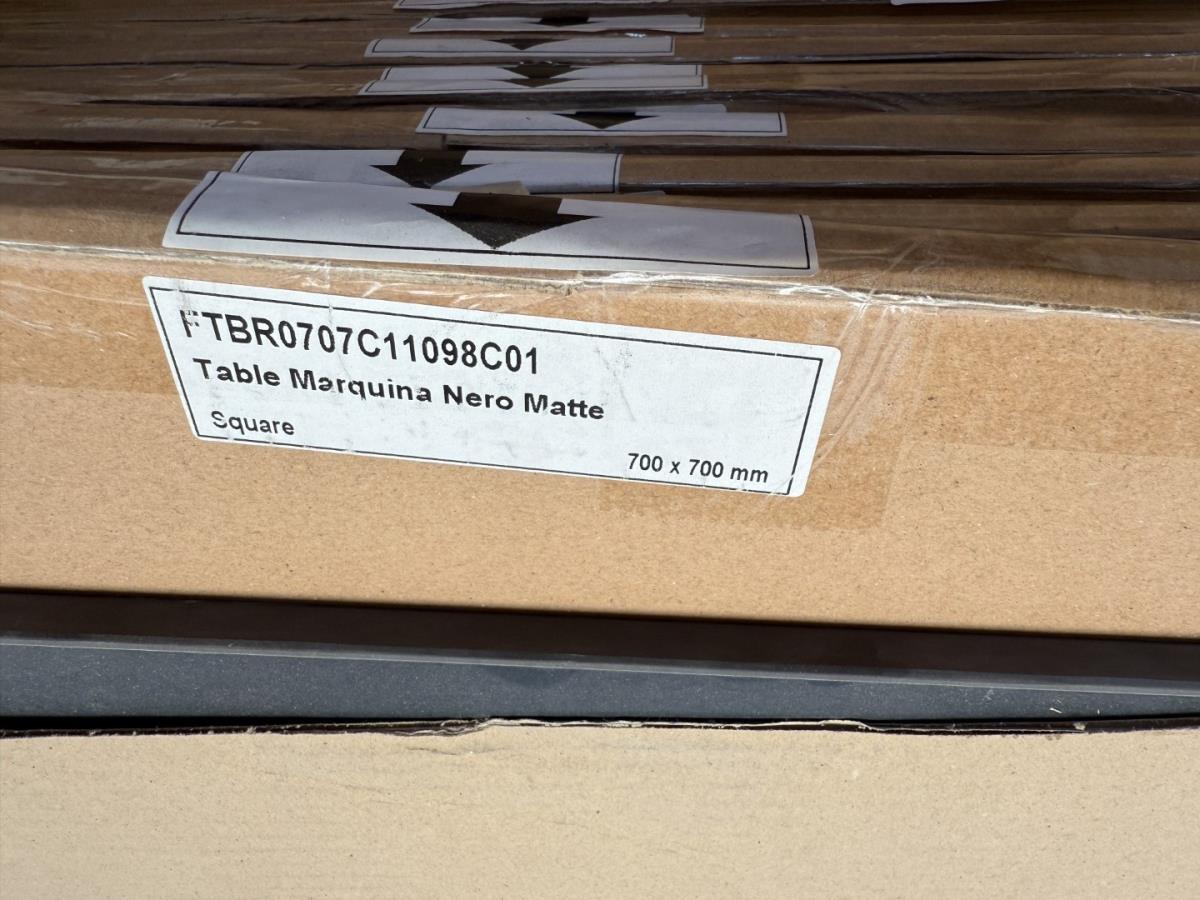 FTBR0707C11098C01
Table Marquina Nero Matte
Square
700 x 700 mm